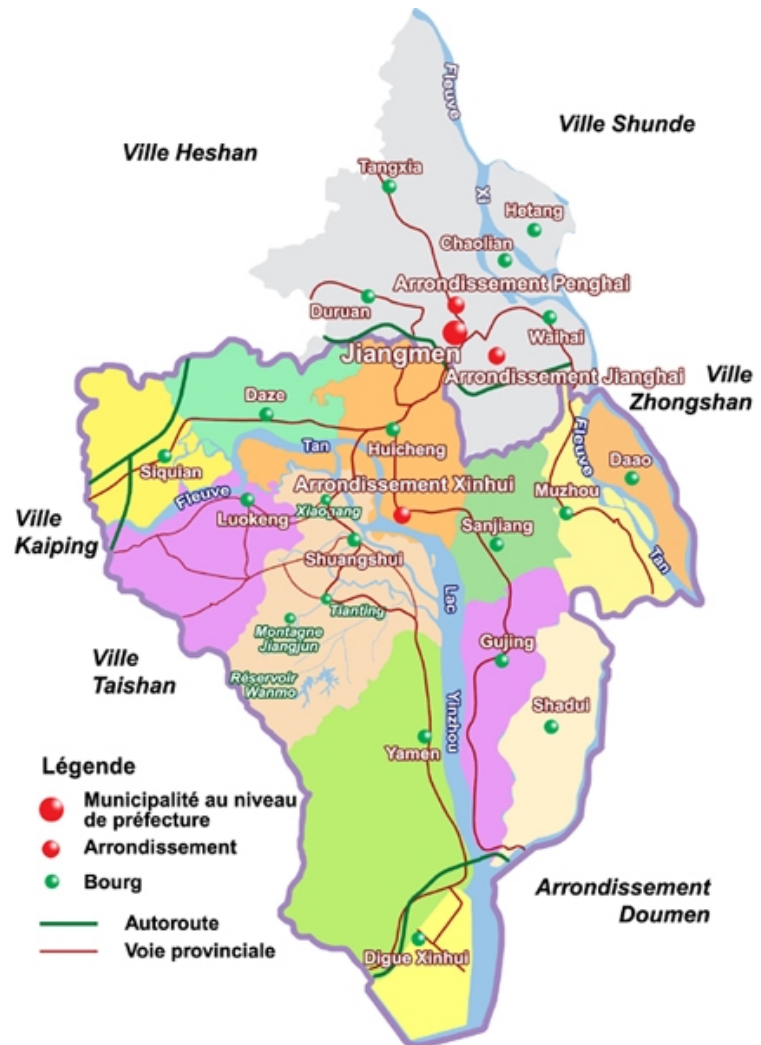 Fleuve
Xi
Ville Shunde
Ville Heshan
Tangxia
Hetang
Chaolian
Arrondissement Penghai
Duruan
Waihai
Jiangmen
Arrondissement Jianghai
Ville
Zhongshan
Daze
Tan
Huicheng
Fleuve
Daao
Siqian
Arrondissement Xinhui
Muzhou
Fleuve
Luokeng
Xiaogang
Sanjiang
Ville
Kaiping
Shuangshui
Tan
Lac
Tianting
Montagne
Jiangjun
Gujing
Ville
Taishan
Réservoir
Wanmo
Yinzhou
Shadui
Yamen
Légende
Municipalité au niveau
de préfecture
Arrondissement
Bourg
Autoroute
Voie provinciale
Arrondissement
Doumen
Digue Xinhui